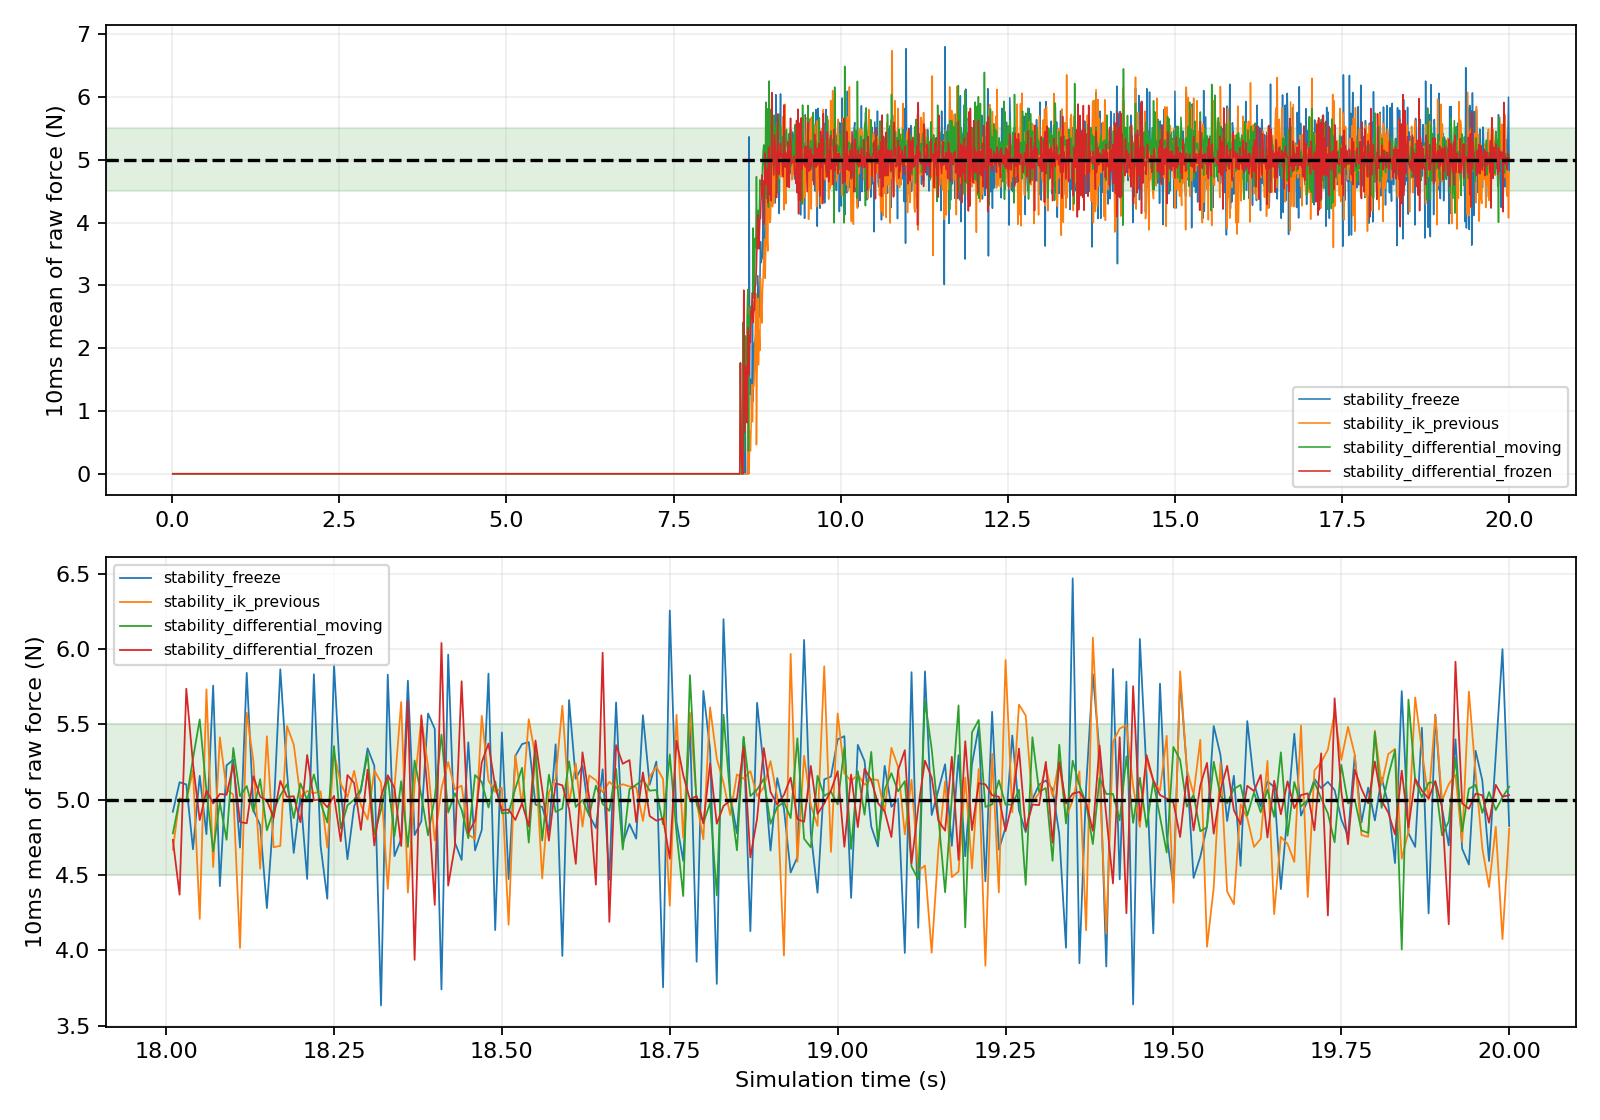 10ms mean of raw force (N)
7
6
5
4
3
2
1
0
stability_freeze
stability_ik_previous
stability_differential_moving
stability_differential_frozen
0.0 2.5 5.0 7.5 10.0 12.5 15.0 17.5 20.0
10ms mean of raw force (N)
6.5
6.0
5.5
5.0
4.5
4.0
3.5
stability_freeze
stability_ik_previous
stability_differential_moving
stability_differential_frozen
18.00 18.25 18.50 18.75 19.00 19.25 19.50 19.75 20.00
Simulation time (s)